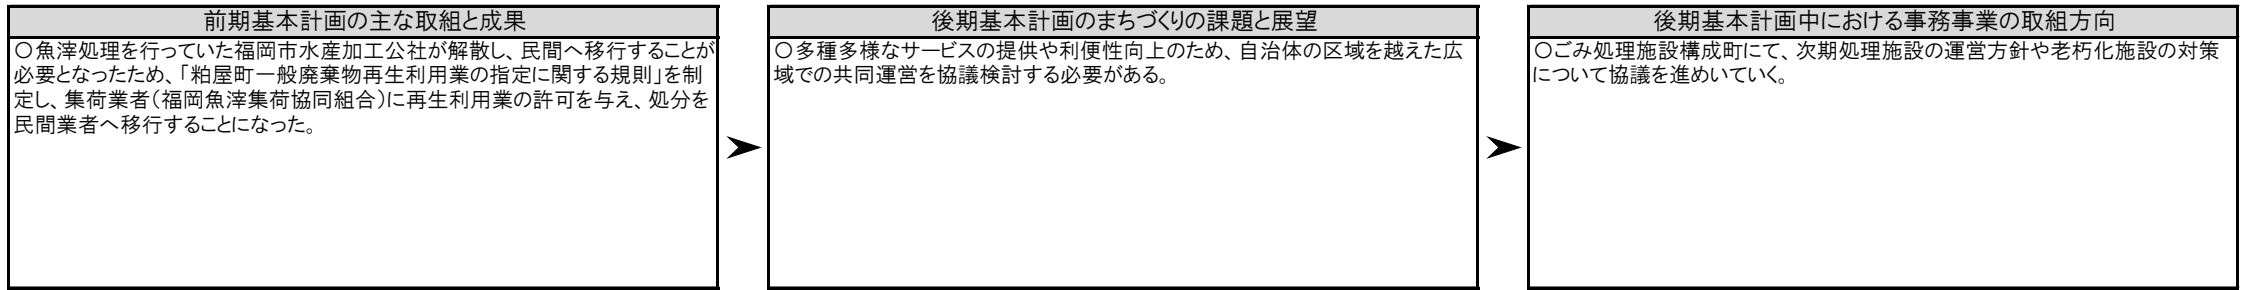 前期基本計画の主な取組と成果
〇魚滓処理を行っていた福岡市水産加工公社が解散し、民間へ移行することが
必要となったため、「粕屋町一般廃棄物再生利用業の指定に関する規則」を制
定し、集荷業者（福岡魚滓集荷協同組合）に再生利用業の許可を与え、処分を
民間業者へ移行することになった。
後期基本計画のまちづくりの課題と展望
〇多種多様なサービスの提供や利便性向上のため、自治体の区域を越えた広
域での共同運営を協議検討する必要がある。
後期基本計画中における事務事業の取組方向
〇ごみ処理施設構成町にて、次期処理施設の運営方針や老朽化施設の対策
について協議を進めいていく。